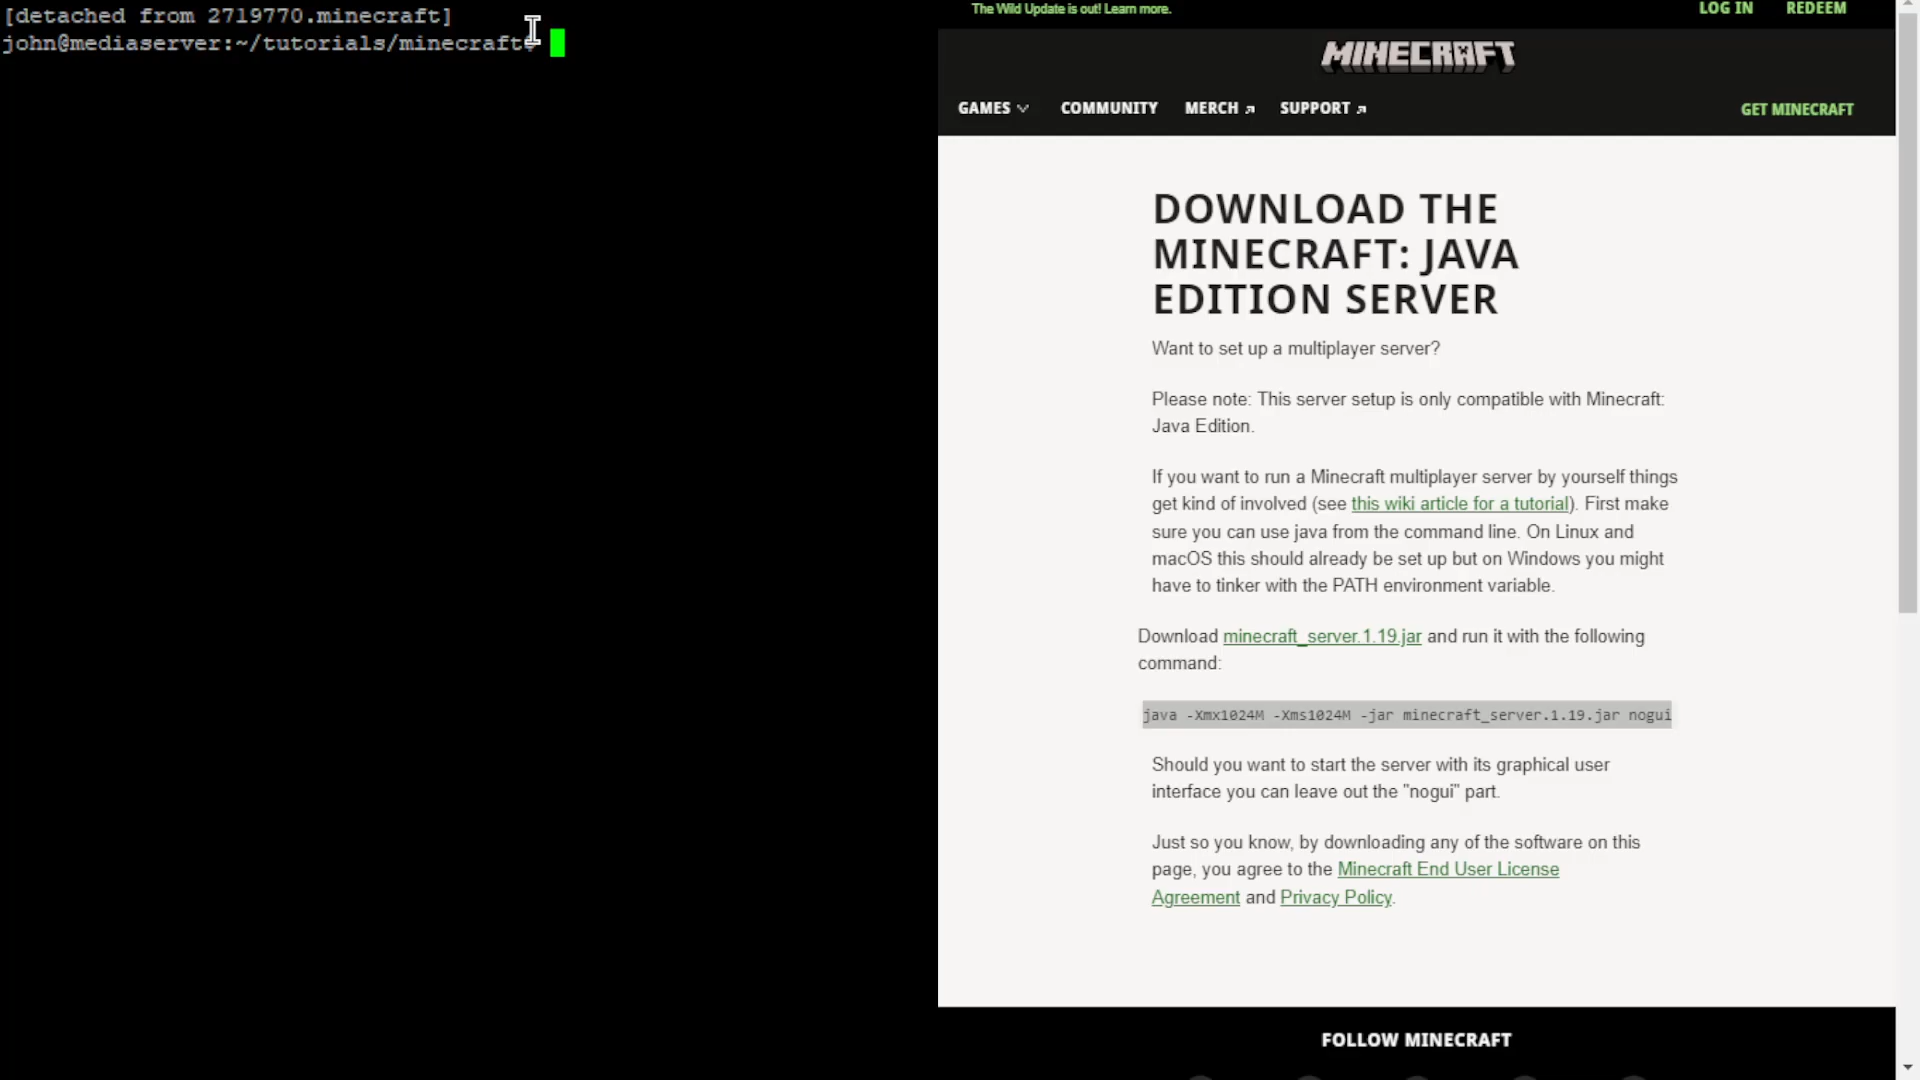 [detached from 2719770.minecraft]
john@mediaserver:~/tutorials/minecraft$
The Wild Update is out! Learn more.
LOG IN
REDEEM
MINECRAFT
GAMES
COMMUNITY
MERCH
SUPPORT
GET MINECRAFT
DOWNLOAD THE
MINECRAFT: JAVA
EDITION SERVER
Want to set up a multiplayer server?
Please note: This server setup is only compatible with Minecraft:
Java Edition.
If you want to run a Minecraft multiplayer server by yourself things
get kind of involved (see this wiki article for a tutorial). First make
sure you can use java from the command line. On Linux and
macOS this should already be set up but on Windows you might
have to tinker with the PATH environment variable.
Download minecraft_server.1.19.jar and run it with the following
command:
java -Xmx1024M -Xms1024M -jar minecraft_server.1.19.jar nogui
Should you want to start the server with its graphical user
interface you can leave out the "nogui" part.
Just so you know, by downloading any of the software on this
page, you agree to the Minecraft End User License
Agreement and Privacy Policy.
FOLLOW MINECRAFT